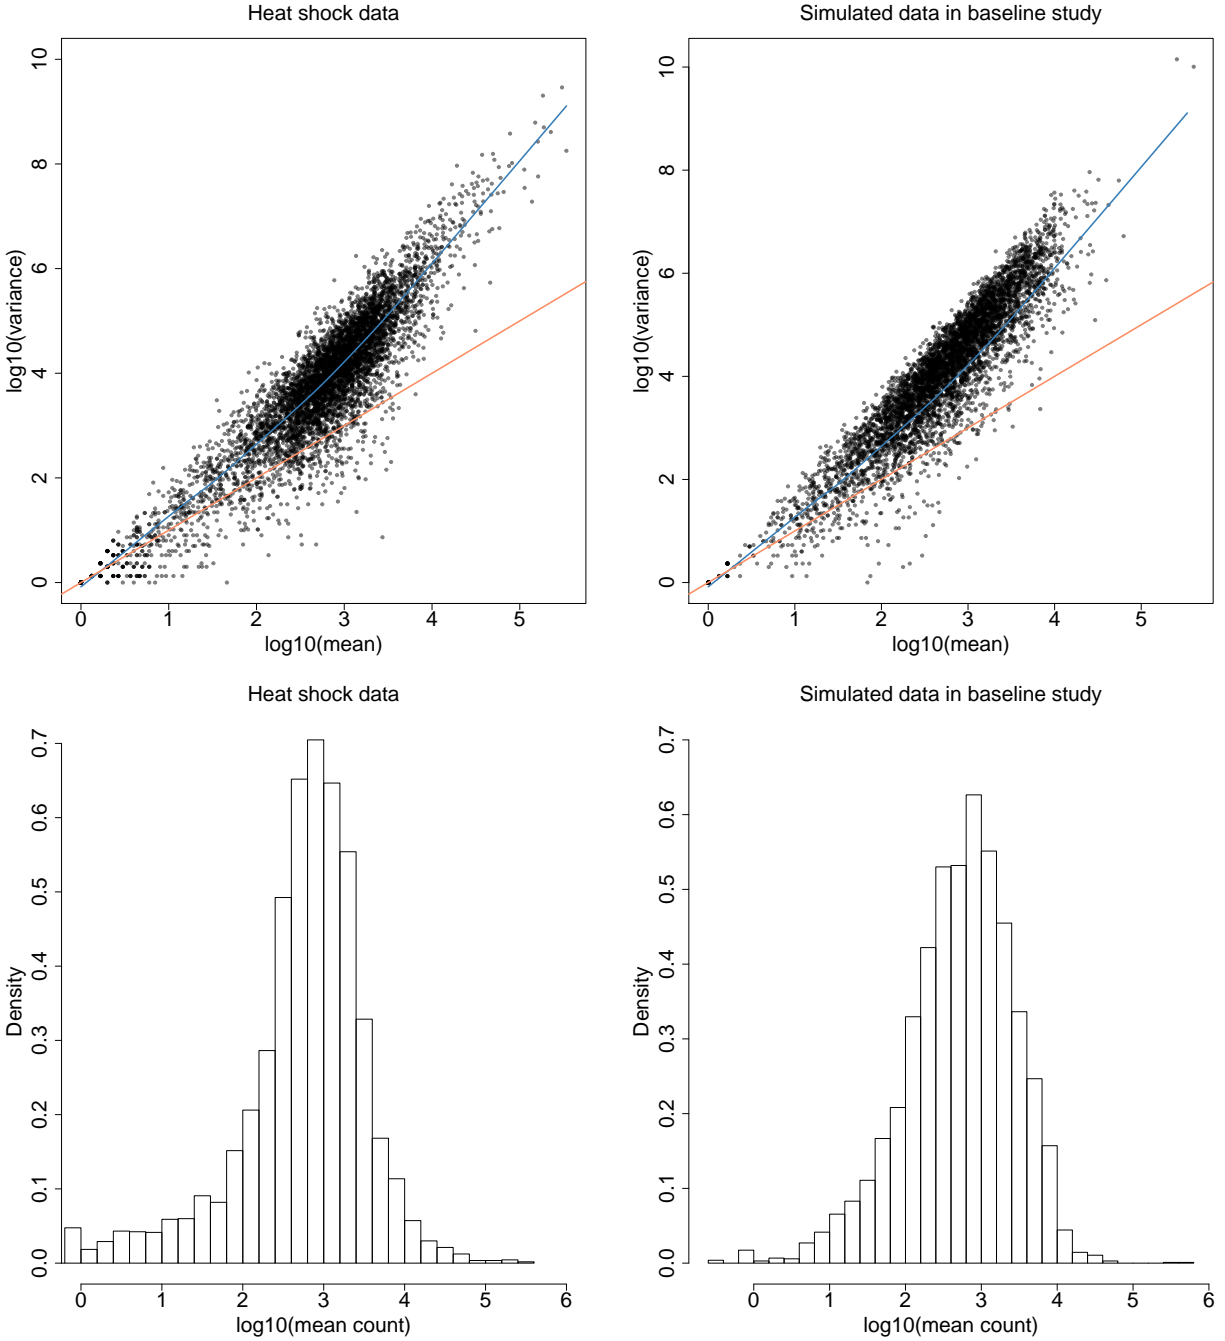 Heat shock data
Simulated data in baseline study
log10(variance)
10
8
6
4
2
0
0 1 2 3 4 5
log10(mean)
log10(variance)
10
8
6
4
2
0
0 1 2 3 4 5
log10(mean)
Heat shock data
Simulated data in baseline study
Density
0.7
0.6
0.5
0.4
0.3
0.2
0.1
0.0
0 1 2 3 4 5 6
log10(mean count)
Density
0.7
0.6
0.5
0.4
0.3
0.2
0.1
0.0
0 1 2 3 4 5 6
log10(mean count)